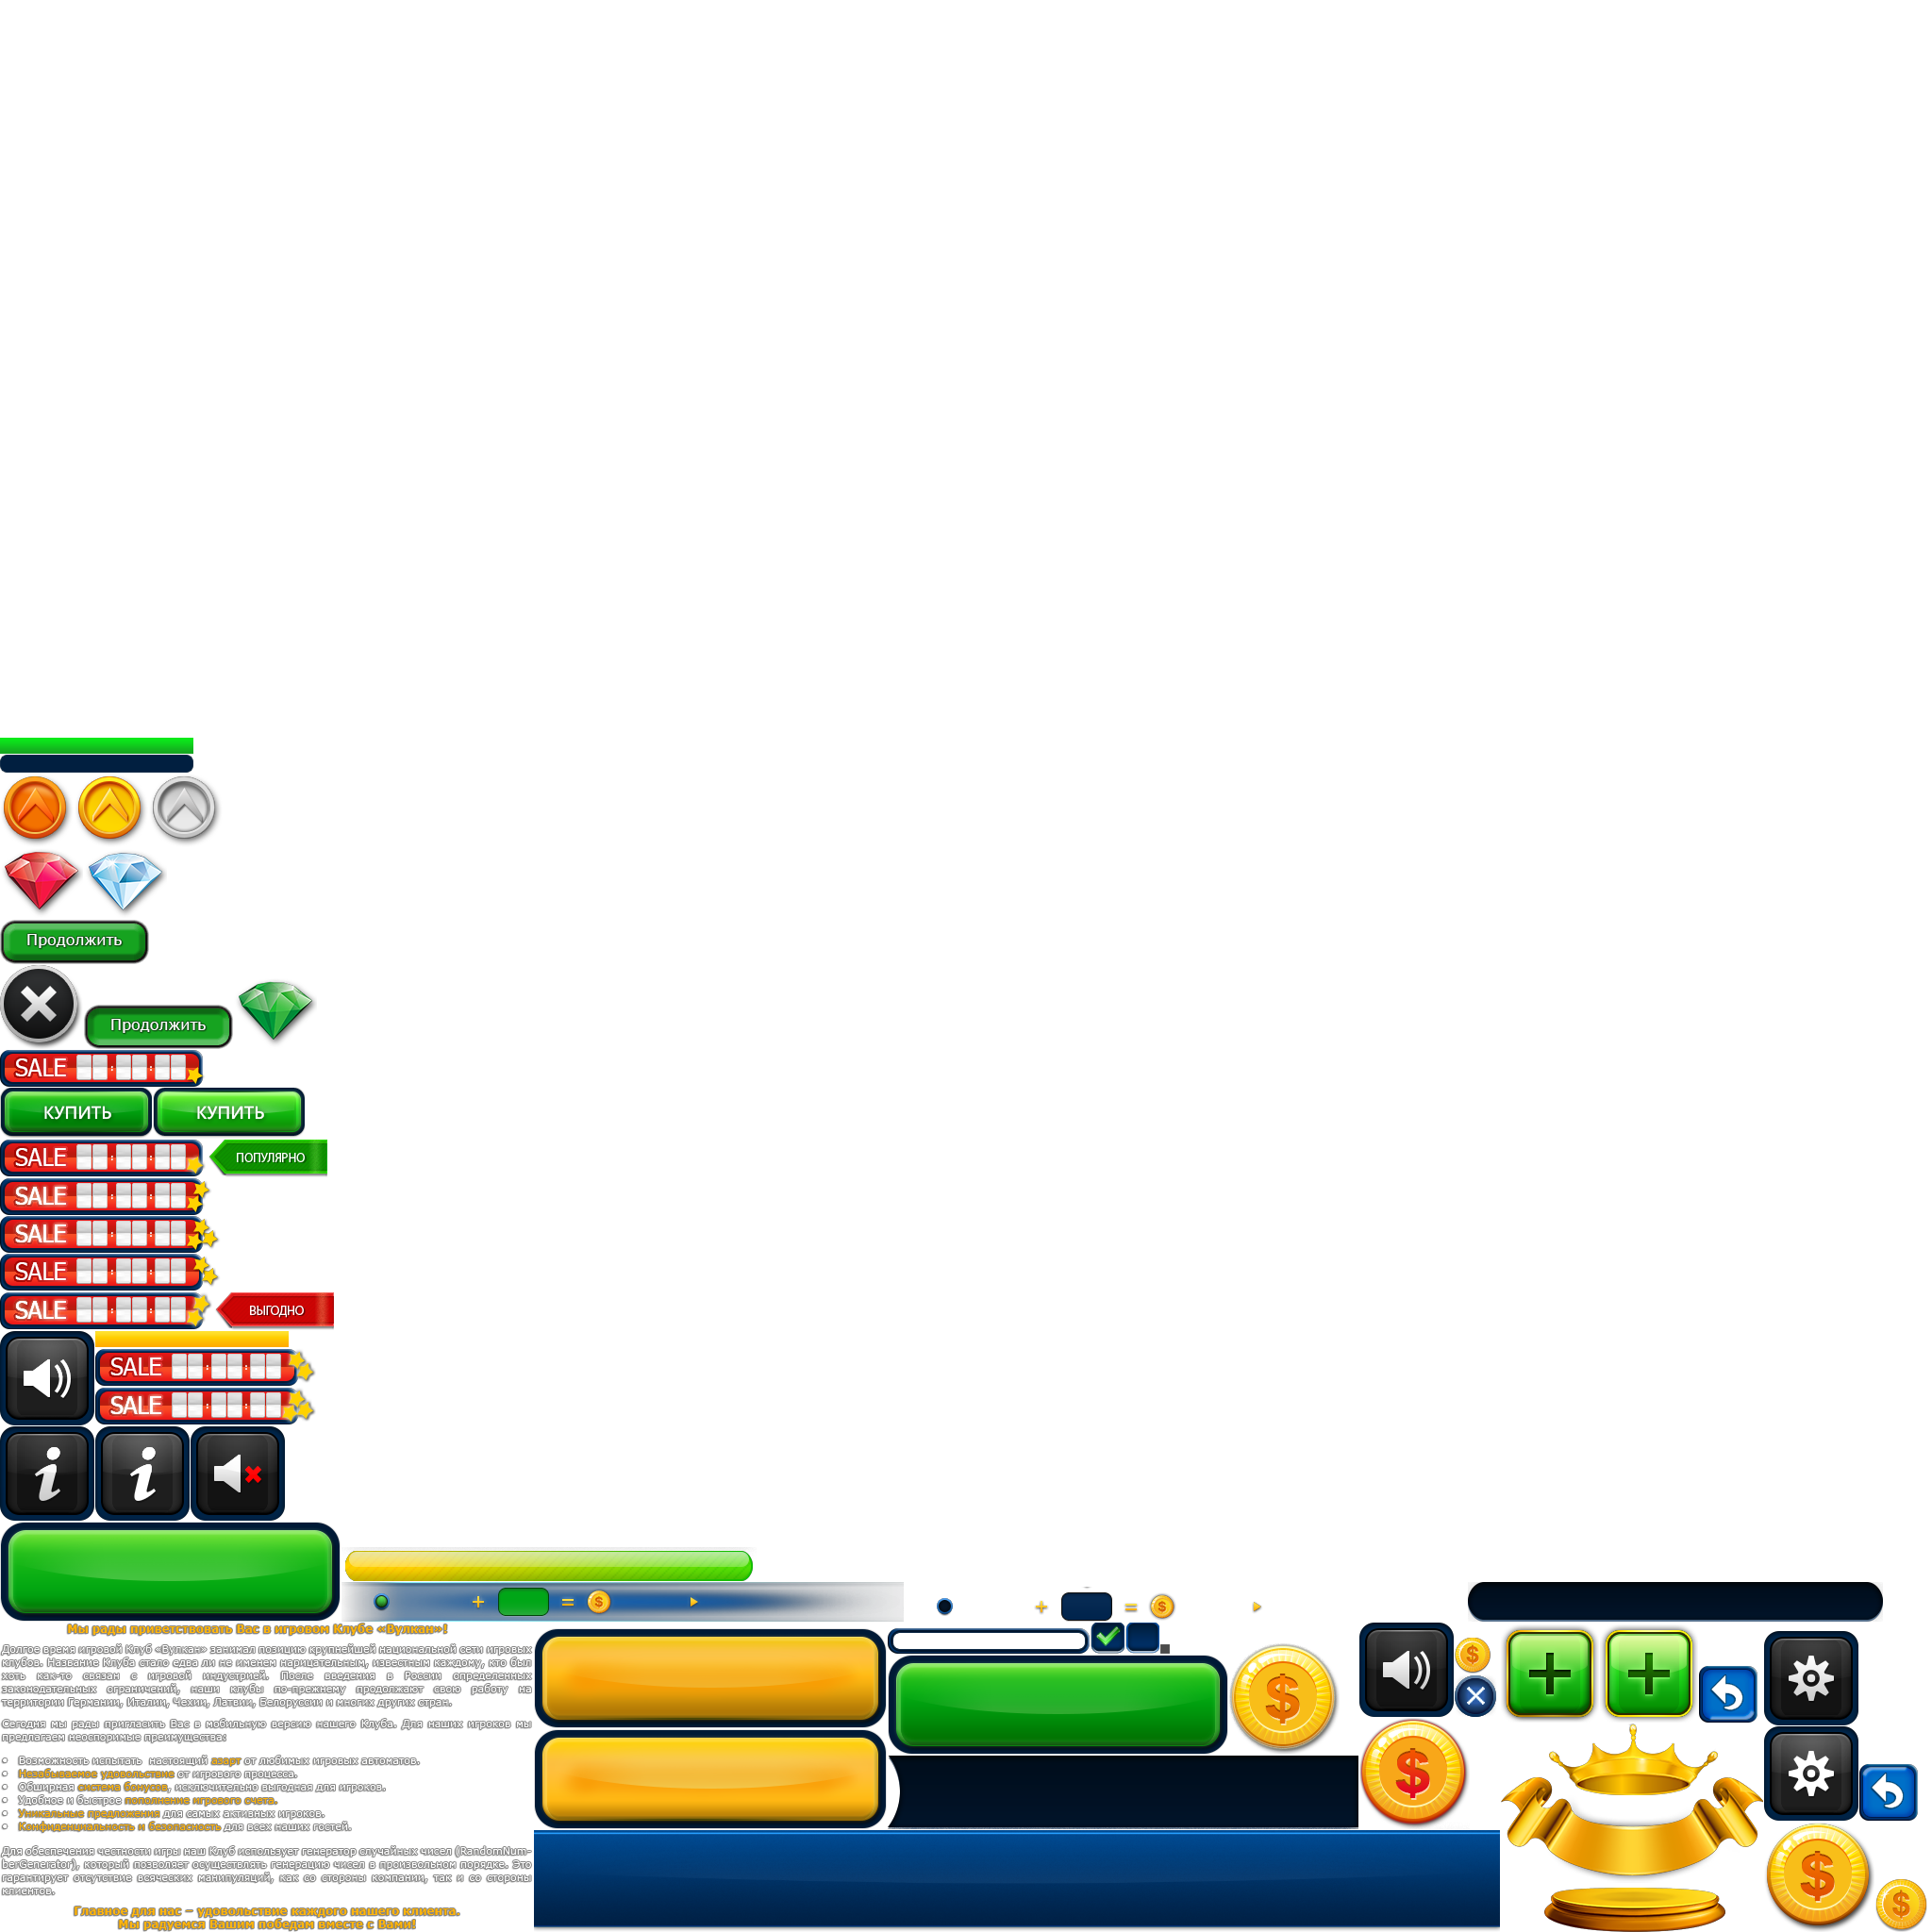 Продолжить
Продолжить
SALE
КУПИТЬ КУПИТЬ
SALE ПОПУЛЯРНО
SALE
SALE
SALE
SALE ВЫГОДНО
SALE
SALE
Мы рады приветствовать Вас в игровом Клубе «Вулкан»!
Долгое время игровой Клуб «Вулкан» занимал позицию крупнейшей национальной сети игровых
клубов. Название Клуба стало едва ли не именем нарицательным, известным каждому, кто был
хоть как-то связан с игровой индустрией. После введения в России определенных
законодательных ограничений, наши клубы по-прежнему продолжают свою работу на
территории Германии, Италии, Чехии, Латвии, Белоруссии и многих других стран.
Сегодня мы рады пригласить Вас в мобильную версию нашего Клуба. Для наших игроков мы
предлагаем неоспоримые преимущества:
• Возможность испытать настоящий азарт от любимых игровых автоматов.
• Незабываемое удовольствие от игрового процесса.
• Обширная система бонусов, исключительно выгодная для игроков.
• Удобное и быстрое пополнение игрового счета.
• Уникальные предложения для самых активных игроков.
• Конфиденциальность и безопасность для всех наших гостей.
Для обеспечения честности игры наш Клуб использует генератор случайных чисел (RandomNum-
berGenerator), который позволяет осуществлять генерацию чисел в произвольном порядке. Это
гарантирует отсутствие всяческих манипуляций, как со стороны компании, так и со стороны
клиентов.
Главное для нас – удовольствие каждого нашего клиента.
Мы радуемся Вашим победам вместе с Вами!